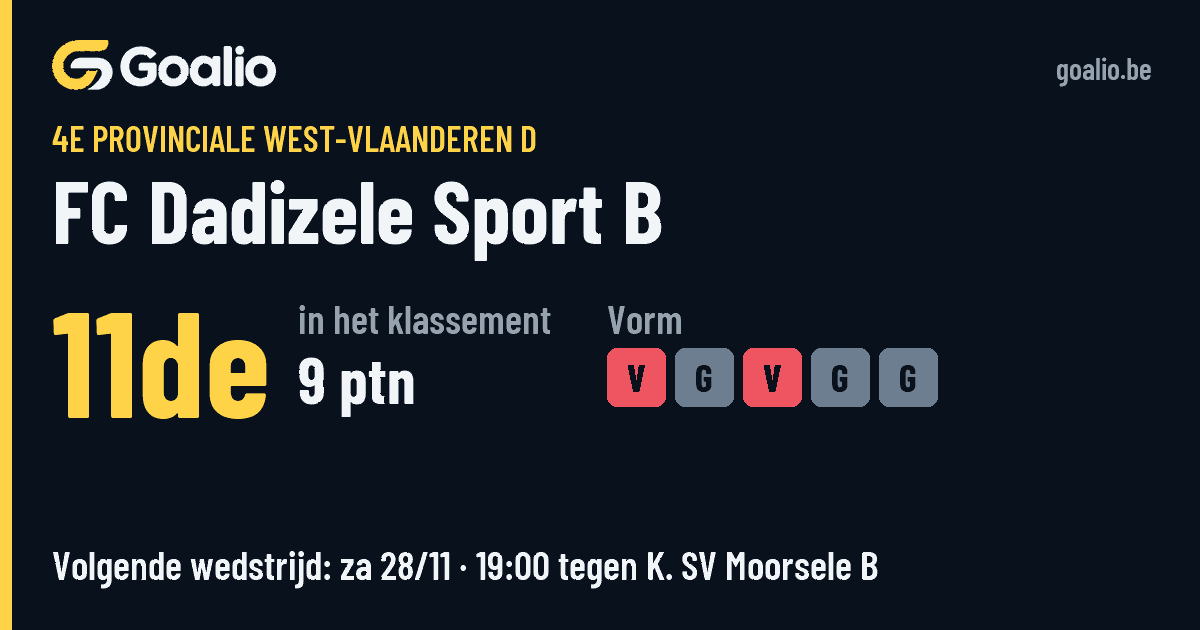 Goalio
goalio.be
4E PROVINCIALE WEST-VLAANDEREN D
FC Dadizele Sport B
11de
in het klassement
9 ptn
Vorm
V G V G G
Volgende wedstrijd: za 28/11 · 19:00 tegen K. SV Moorsele B